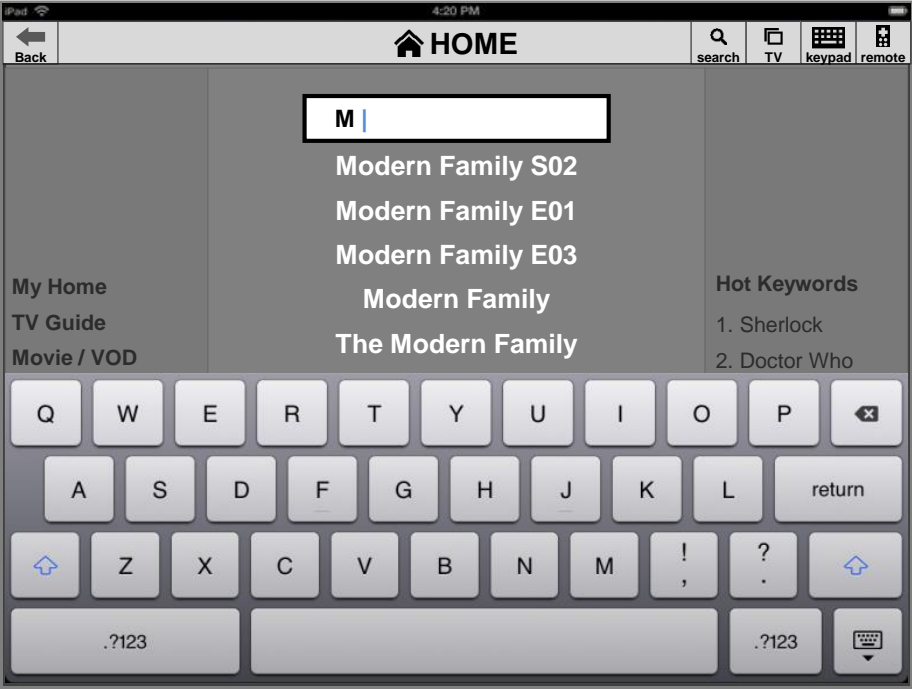 iPad 4:20 PM
Back HOME search TV keypad remote
M
Modern Family S02
Modern Family E01
Modern Family E03
Modern Family
The Modern Family
My Home
TV Guide
Movie / VOD
Hot Keywords
1. Sherlock
2. Doctor Who
Q W E R T Y U I O P
A S D F G H J K L return
Z X C V B N M ! , ? .
.?123 .?123